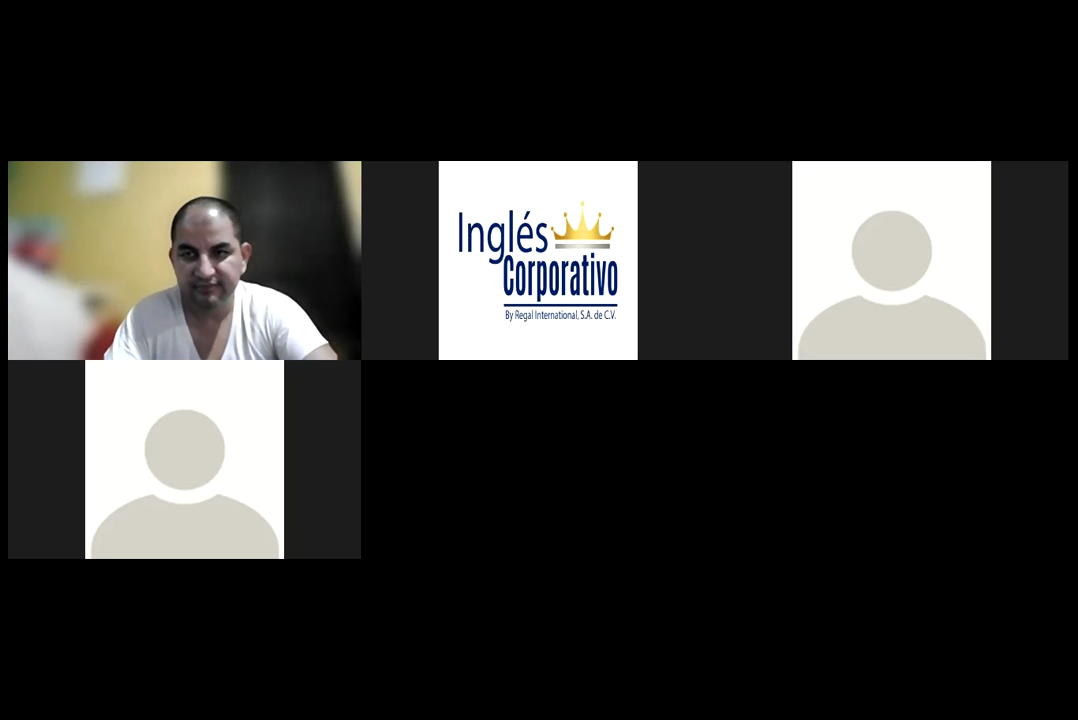 Inglés
Corporativo
By Regal International, S.A. de C.V.